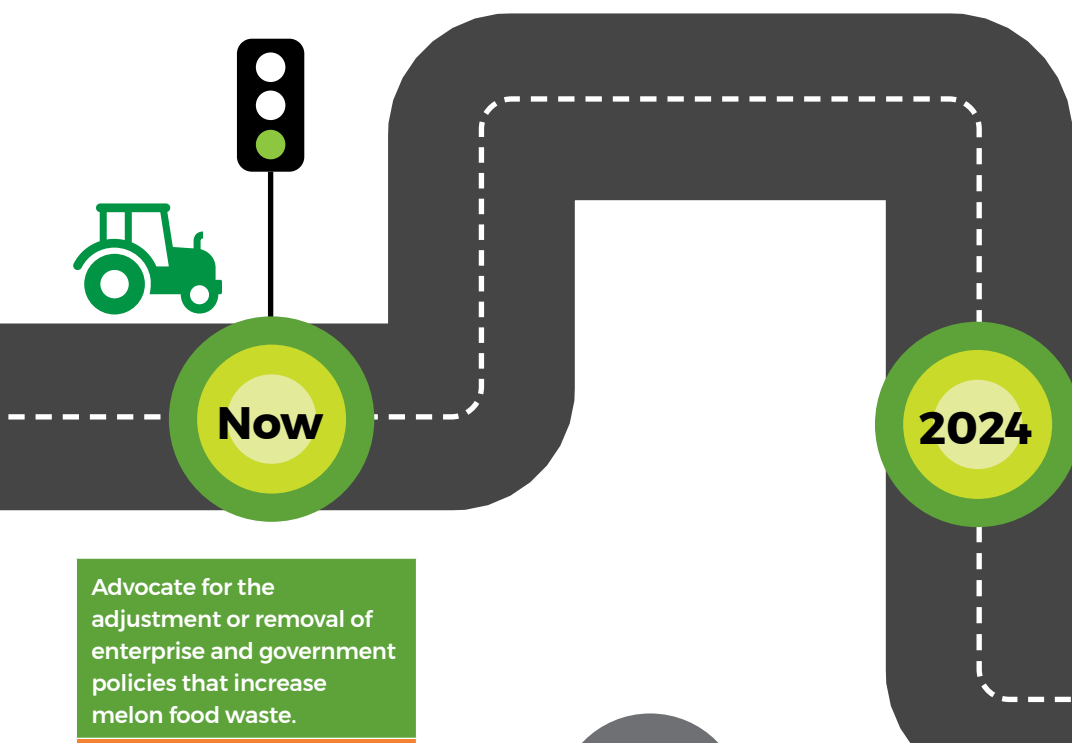 Now
2024
Advocate for the
adjustment or removal of
enterprise and government
policies that increase
melon food waste.